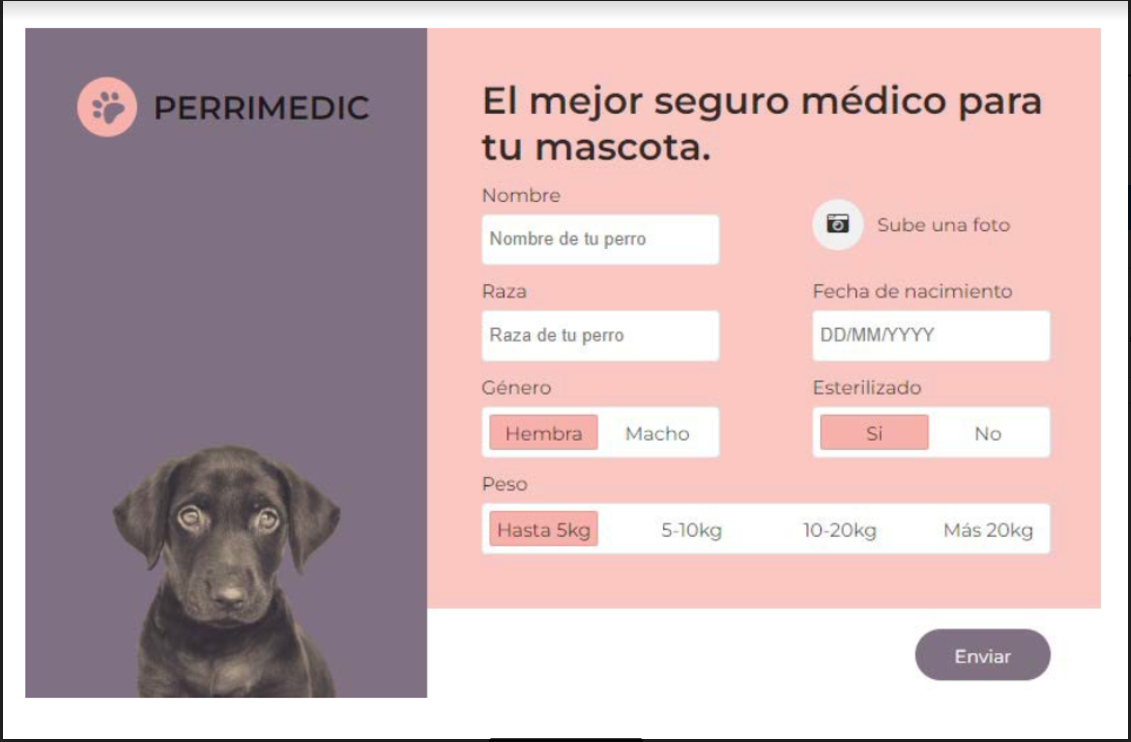 PERRIMEDIC
El mejor seguro médico para
tu mascota.
Nombre
Nombre de tu perro
Sube una foto
Raza
Raza de tu perro
Fecha de nacimiento
DD/MM/YYYY
Género
Hembra Macho
Esterilizado
Si No
Peso
Hasta 5kg 5-10kg 10-20kg Más 20kg
Enviar